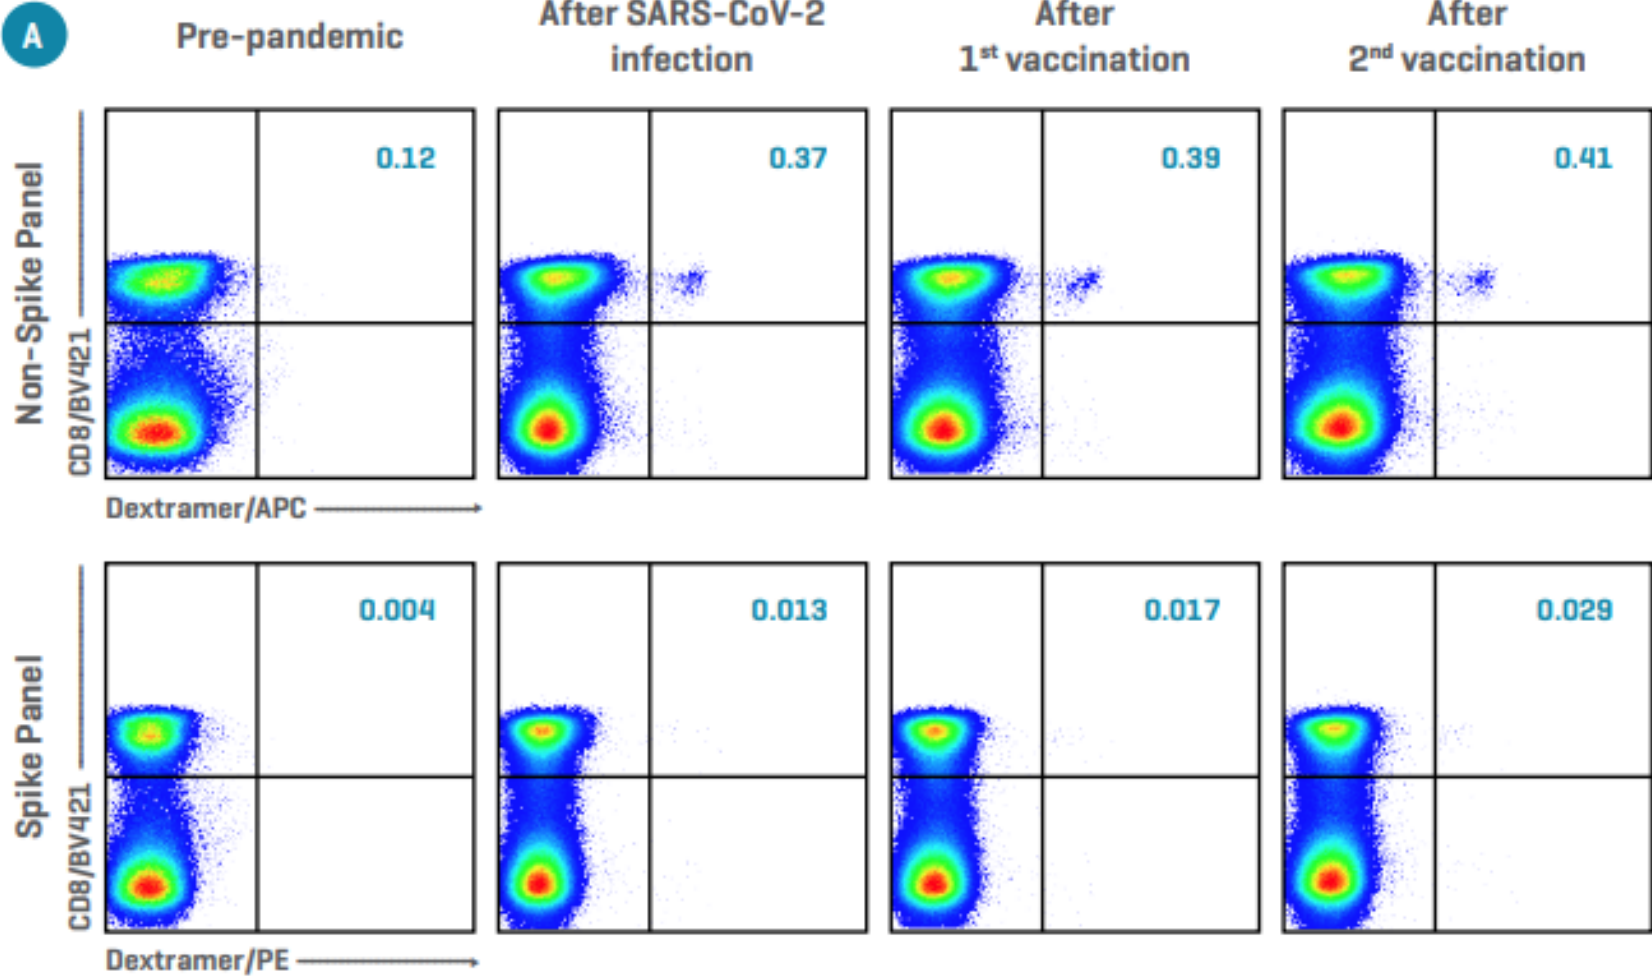 A
Pre-pandemic
After SARS-CoV-2
infection
After
1st vaccination
After
2nd vaccination
Non-Spike Panel
CD8/BV421
0.12
0.37
0.39
0.41
Dextramer/APC
Spike Panel
CD8/BV421
0.004
0.013
0.017
0.029
Dextramer/PE